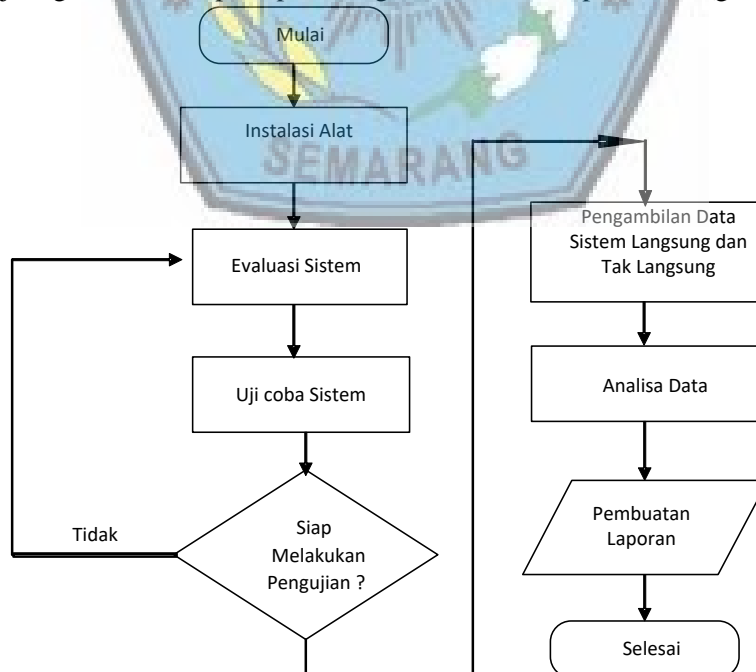 Mulai
Instalasi Alat
SEMARANG
Evaluasi Sistem
Uji coba Sistem
Siap
Melakukan
Pengujian ?
Tidak
Pengambilan Data
Sistem Langsung dan
Tak Langsung
Analisa Data
Pembuatan
Laporan
Selesai